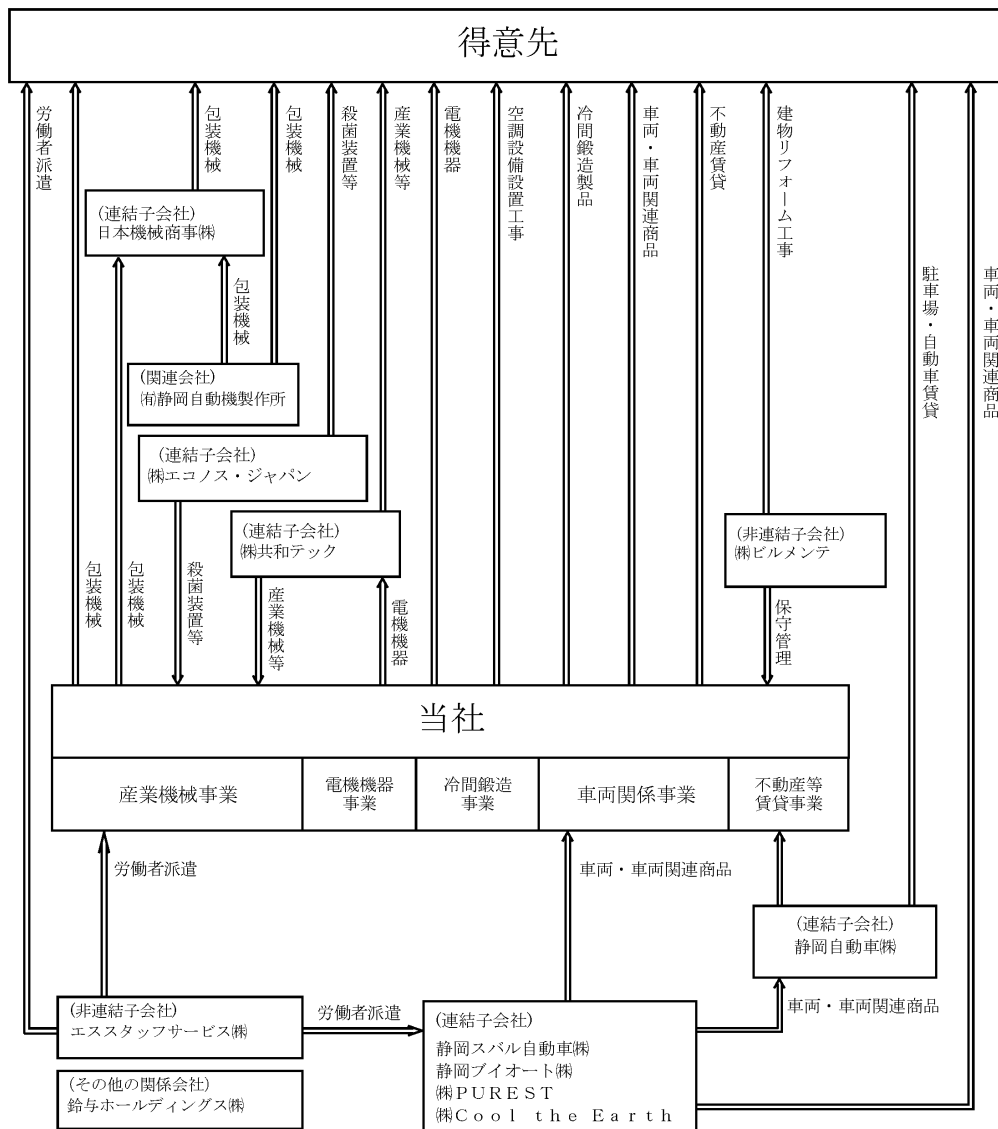 得意先
労働者派遣
包装機械
包装機械
殺菌装置等
産業機械等
電機機器
空調設備設置工事
冷間鍛造製品
車両・車両関連商品
不動産賃貸
建物リフォーム工事
駐車場・自動車賃貸
車両・車両関連商品
(連結子会社)
日本機械商事㈱
包装機械
(関連会社)
㈲静岡自動機製作所
(連結子会社)
㈱エコノス・ジャパン
(連結子会社)
㈱共和テック
(非連結子会社)
㈱ビルメンテ
包装機械
包装機械
殺菌装置等
産業機械等
電機機器
保守管理
当社
産業機械事業
電機機器
事業
冷間鍛造
事業
車両関係事業
不動産等
賃貸事業
労働者派遣
車両・車両関連商品
(連結子会社)
静岡自動車㈱
(非連結子会社)
エススタッフサービス㈱
労働者派遣
車両・車両関連商品
(連結子会社)
静岡スバル自動車㈱
静岡ブイオート㈱
㈱ＰＵＲＥＳＴ
㈱Ｃｏｏｌ ｔｈｅ Ｅａｒｔｈ
(その他の関係会社)
鈴与ホールディングス㈱